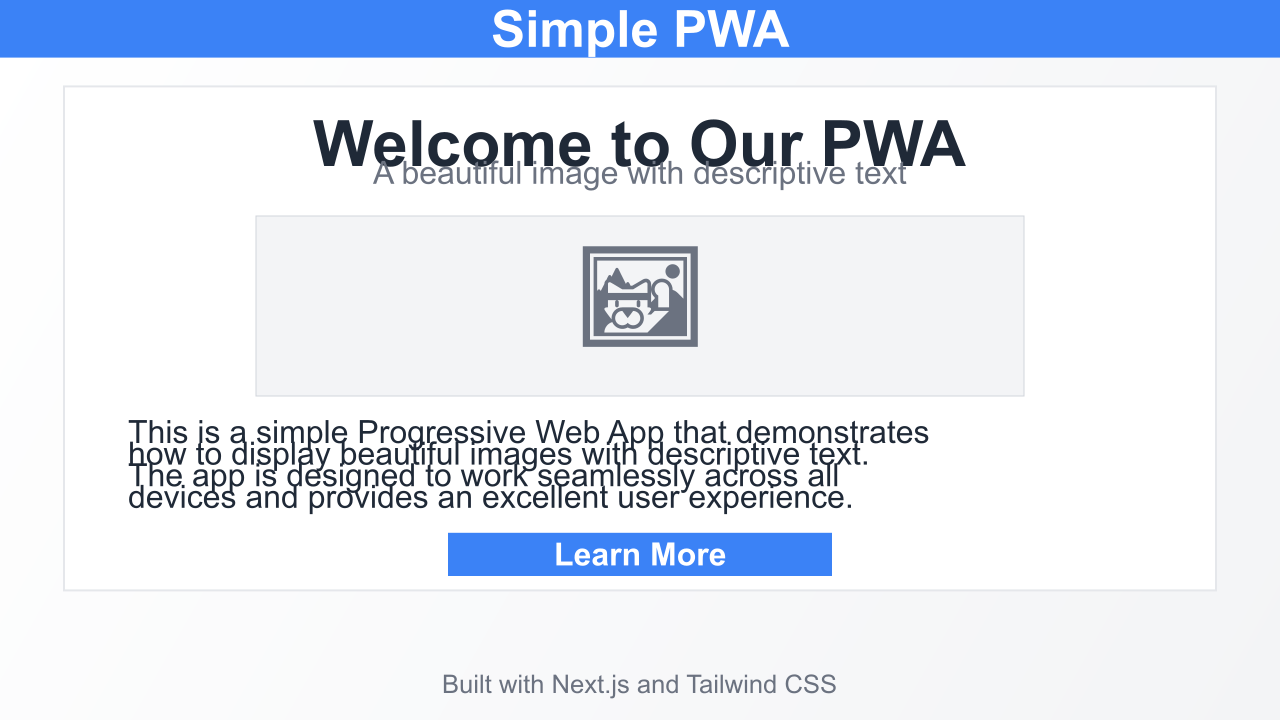 Simple PWA
Welcome to Our PWA
A beautiful image with descriptive text
This is a simple Progressive Web App that demonstrates
how to display beautiful images with descriptive text.
The app is designed to work seamlessly across all
devices and provides an excellent user experience.
Learn More
Built with Next.js and Tailwind CSS